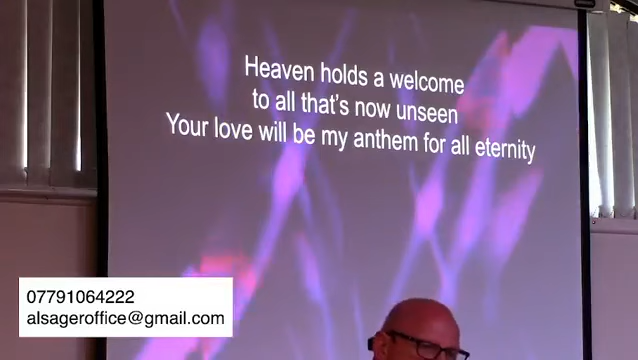 Heaven holds a welcome
to all that's now unseen
Your love will be my anthem for all eternity
07791064222
alsageroffice@gmail.com